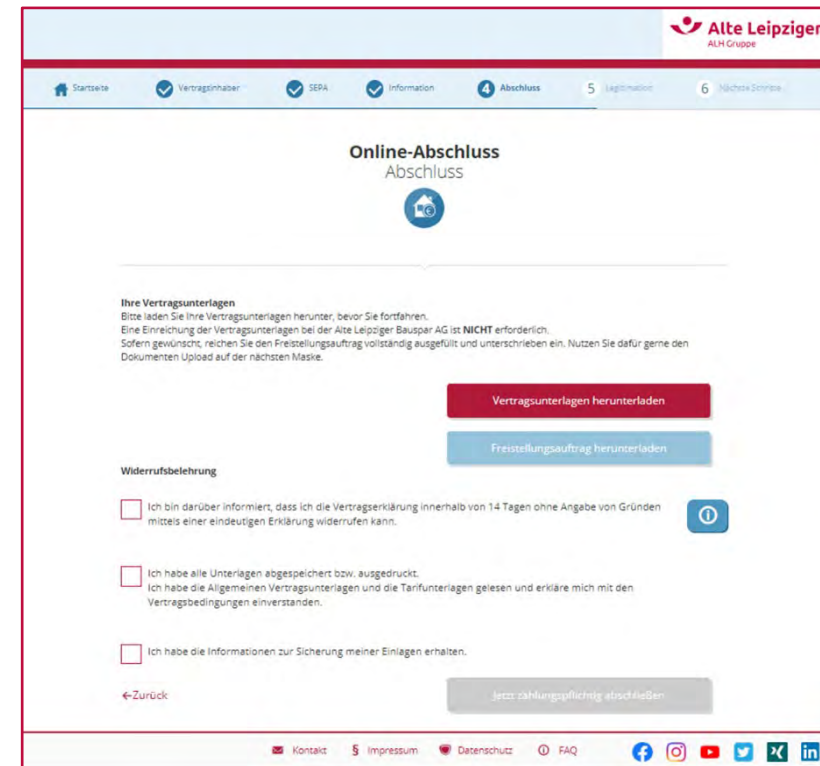 Alte Leipziger
ALH Gruppe
Startseite
Vertragsinhaber
SEPA
Information
4 Abschluss
5 Legitimation
6 Nächste Schritte
Online-Abschluss
Abschluss
Ihre Vertragsunterlagen
Bitte laden Sie Ihre Vertragsunterlagen herunter, bevor Sie fortfahren.
Eine Einreichung der Vertragsunterlagen bei der Alte Leipziger Bauspar AG ist NICHT erforderlich.
Sofern gewünscht, reichen Sie den Freistellungsauftrag vollständig ausgefüllt und unterschrieben ein. Nutzen Sie dafür gerne den
Dokumenten Upload auf der nächsten Maske.
Vertragsunterlagen herunterladen
Freistellungsauftrag herunterladen
Widerrufsbelehrung
Ich bin darüber informiert, dass ich die Vertragserklärung innerhalb von 14 Tagen ohne Angabe von Gründen
mittels einer eindeutigen Erklärung widerrufen kann.
Ich habe alle Unterlagen abgespeichert bzw. ausgedruckt.
Ich habe die Allgemeinen Vertragsunterlagen und die Tarifunterlagen gelesen und erkläre mich mit den
Vertragsbedingungen einverstanden.
Ich habe die Informationen zur Sicherung meiner Einlagen erhalten.
←Zurück
Jetzt zahlungspflichtig abschließen
Kontakt § Impressum Datenschutz FAQ